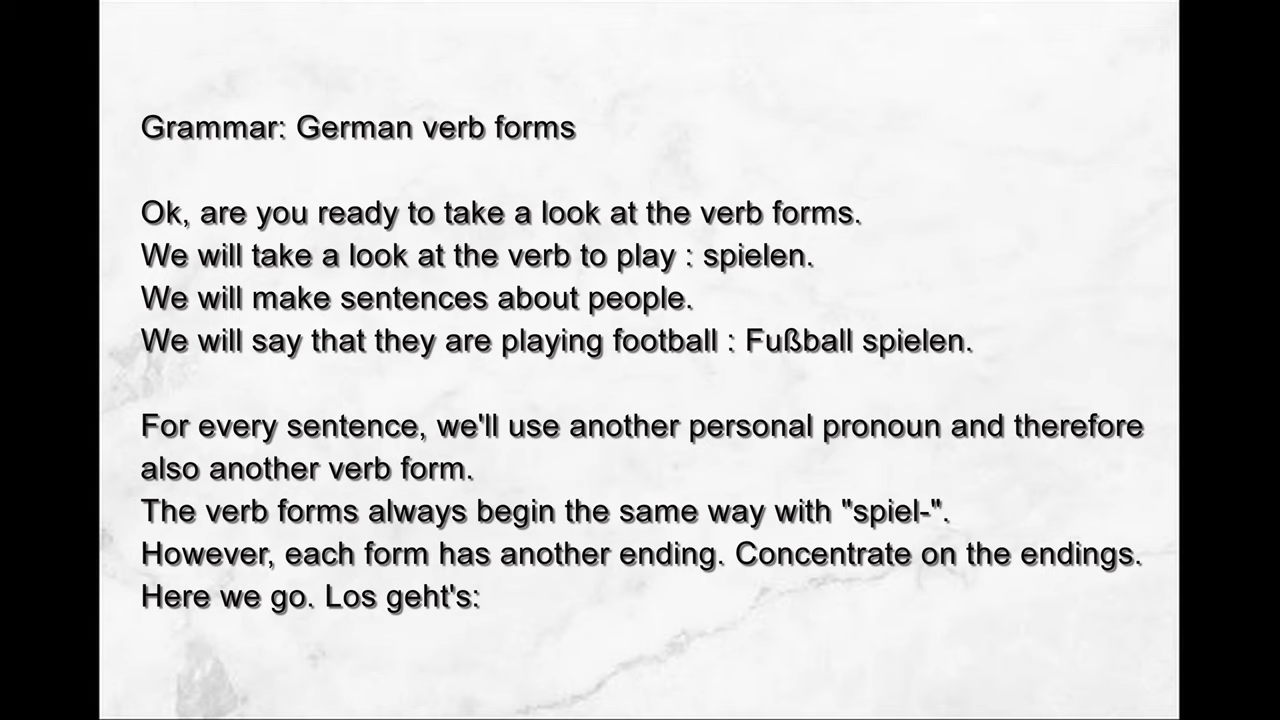 Grammar: German verb forms
Ok, are you ready to take a look at the verb forms.
We will take a look at the verb to play : spielen.
We will make sentences about people.
We will say that they are playing football : Fußball spielen.
For every sentence, we'll use another personal pronoun and therefore
also another verb form.
The verb forms always begin the same way with "spiel-".
However, each form has another ending. Concentrate on the endings.
Here we go. Los geht's: